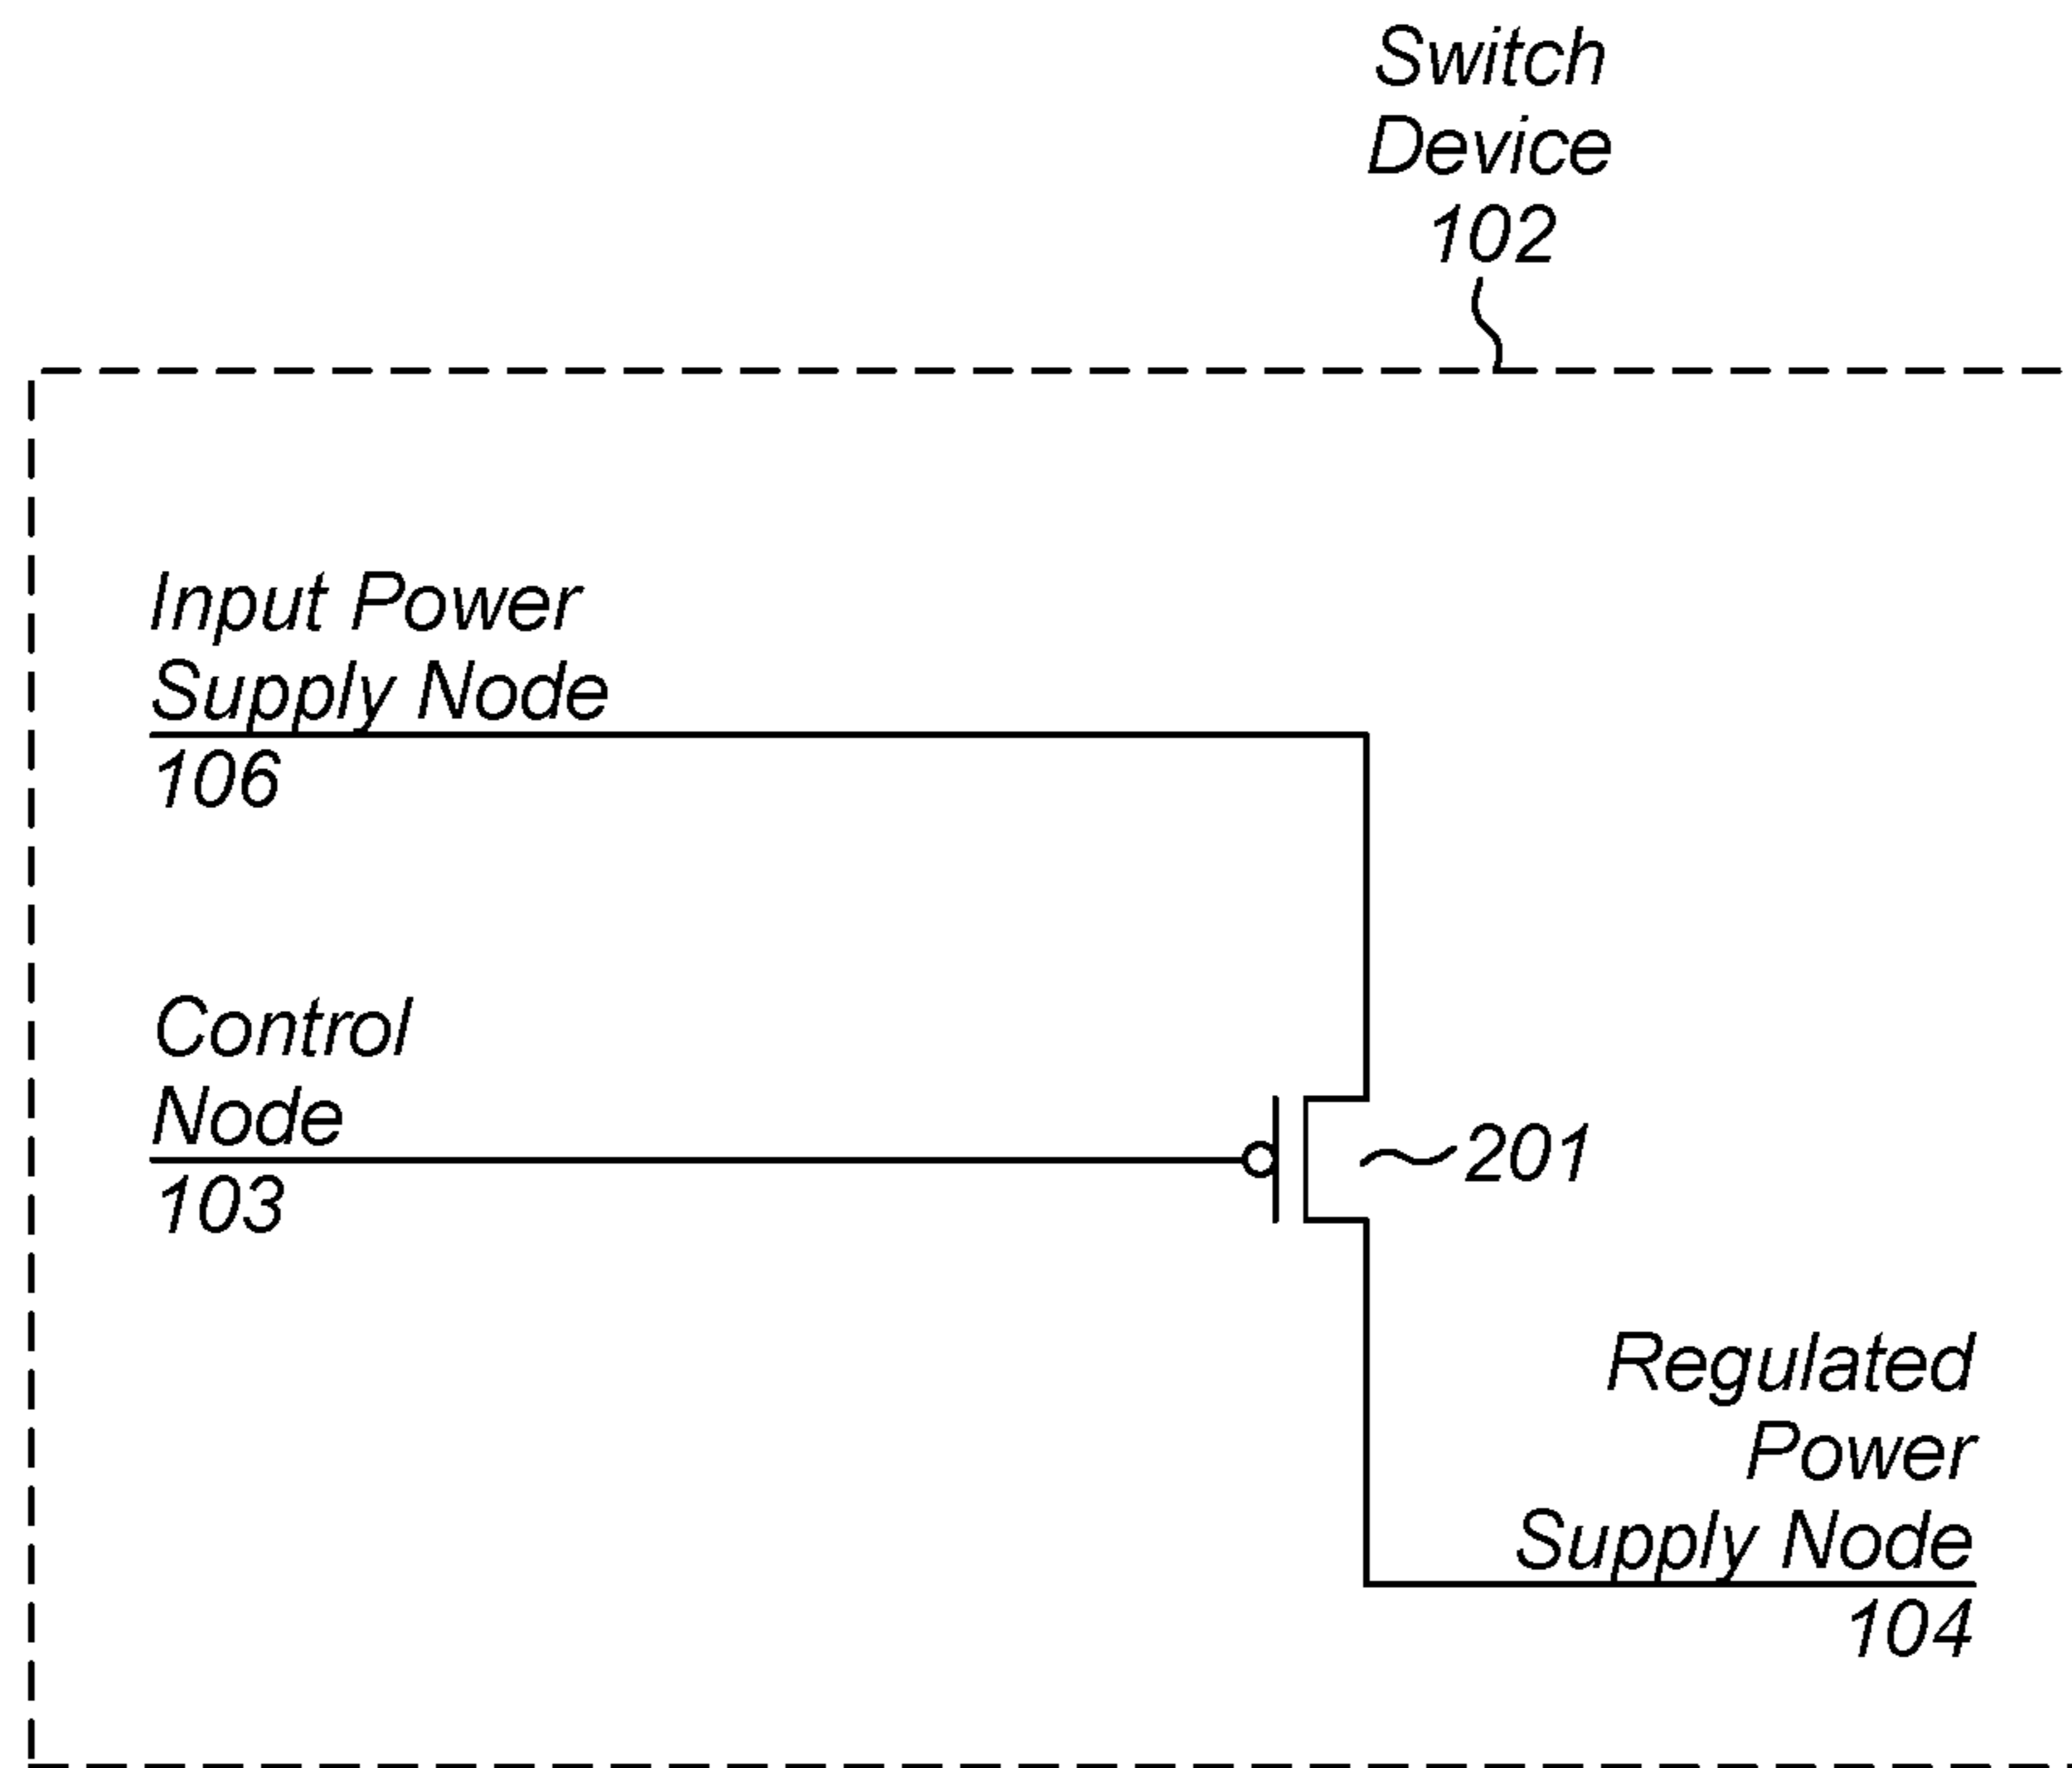 Switch
Device
102
Input Power
Supply Node
106
Control
Node
103
201
Regulated
Power
Supply Node
104